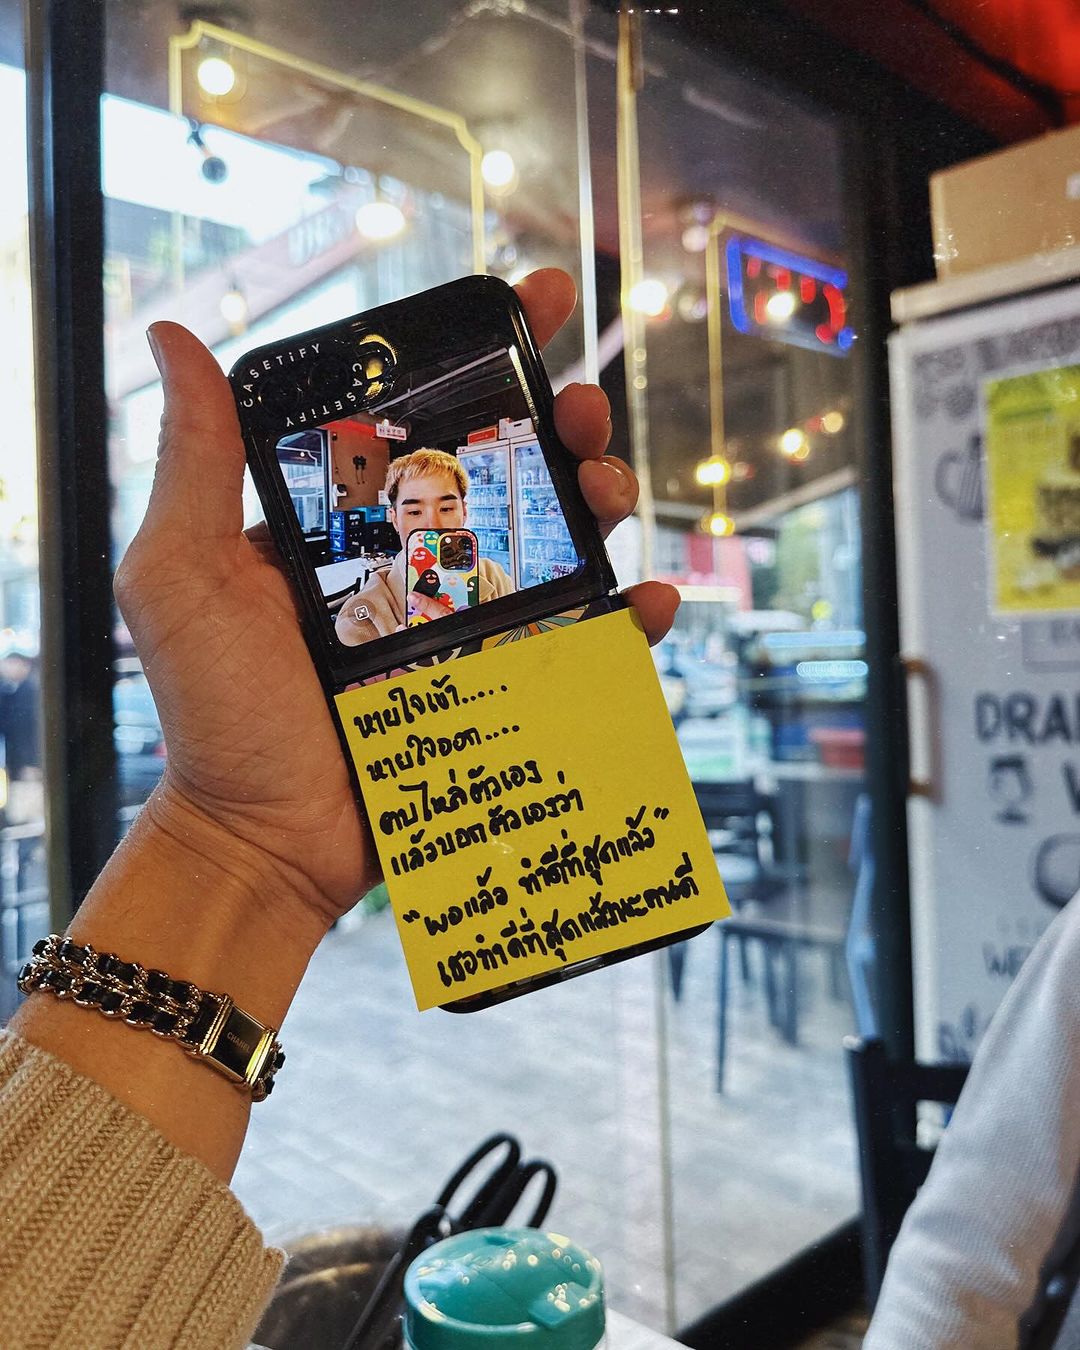 CASETiFY
CASETiFY
หายใจเข้า.....
หายใจออก....
ตบไหล่ตัวเอง
แล้วบอกตัวเองว่า
"พอแล้ว ทำดีที่สุดแล้ว"
เธอทำดีที่สุดแล้วนะคนดี
CHANEL
DRA